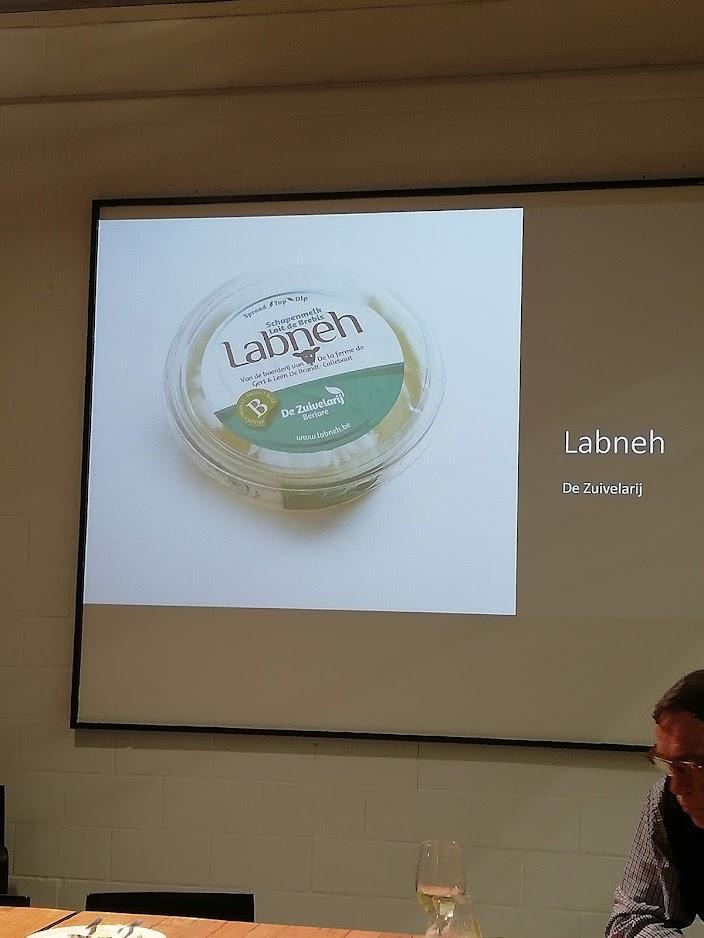 Spread Top Dip
Schapenmelk
Lait de Brebis
Labneh
Van de boerderij van De la ferme de
Gert & Leen De Brandt - Callebaut
B
De Zuivelarij
Berlare
www.labneh.be
Labneh
De Zuivelarij